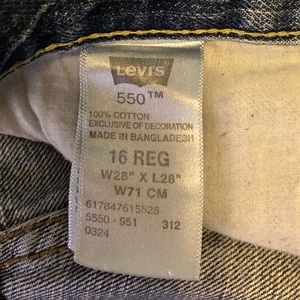 Levi's
550™
100% COTTON
EXCLUSIVE OF DECORATION
MADE IN BANGLADESH
16 REG
W28" X L28"
W71 CM
617847615528
5550-951 312
0324